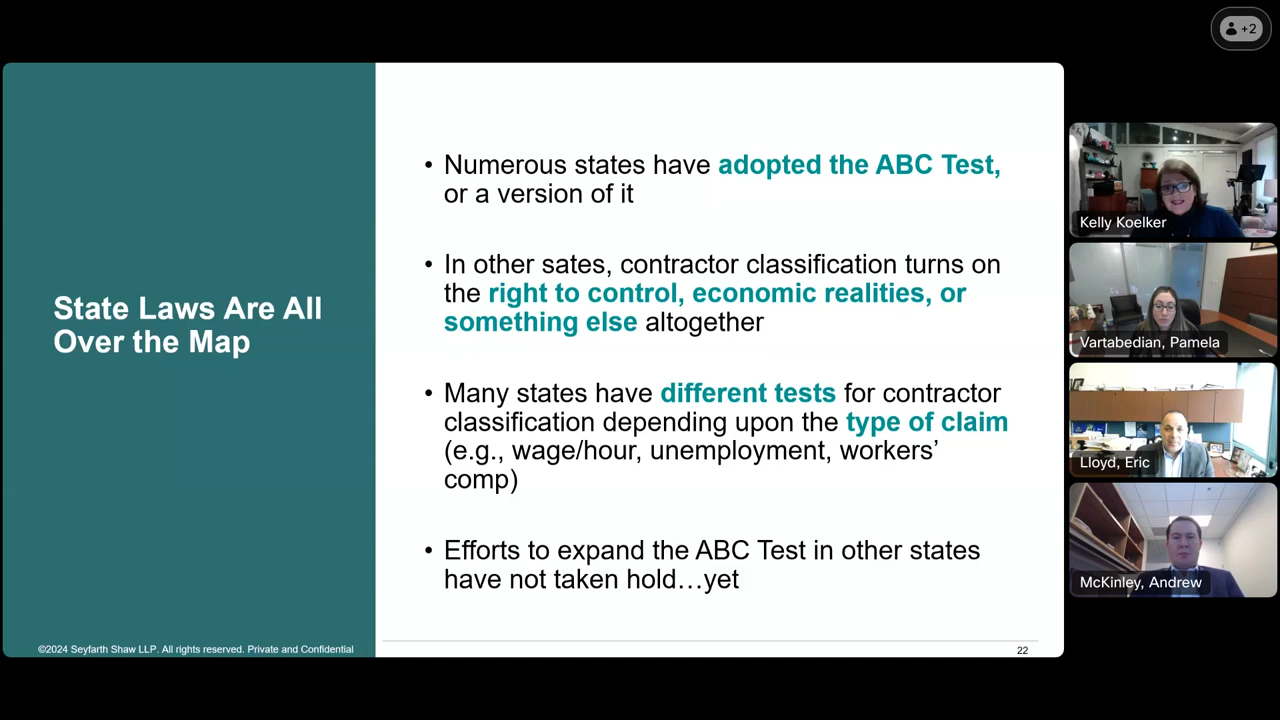 +2
State Laws Are All
Over the Map
• Numerous states have adopted the ABC Test,
or a version of it
• In other sates, contractor classification turns on
the right to control, economic realities, or
something else altogether
• Many states have different tests for contractor
classification depending upon the type of claim
(e.g., wage/hour, unemployment, workers’
comp)
• Efforts to expand the ABC Test in other states
have not taken hold…yet
©2024 Seyfarth Shaw LLP. All rights reserved. Private and Confidential
22
Kelly Koelker
Vartabedian, Pamela
Lloyd, Eric
McKinley, Andrew